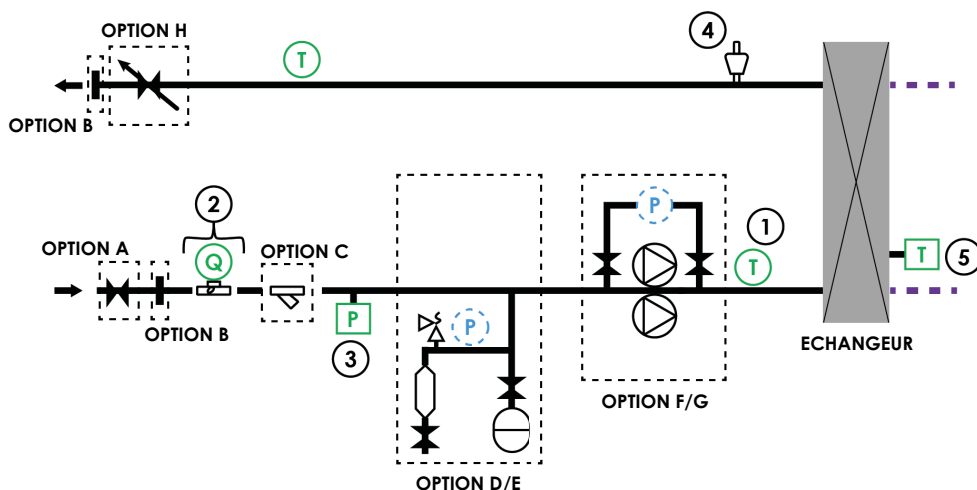 OPTION H
T
4
OPTION B
2
OPTION A
Q
OPTION C
P
1
T
T
5
OPTION B
P
3
P
ECHANGEUR
OPTION F/G
OPTION D/E